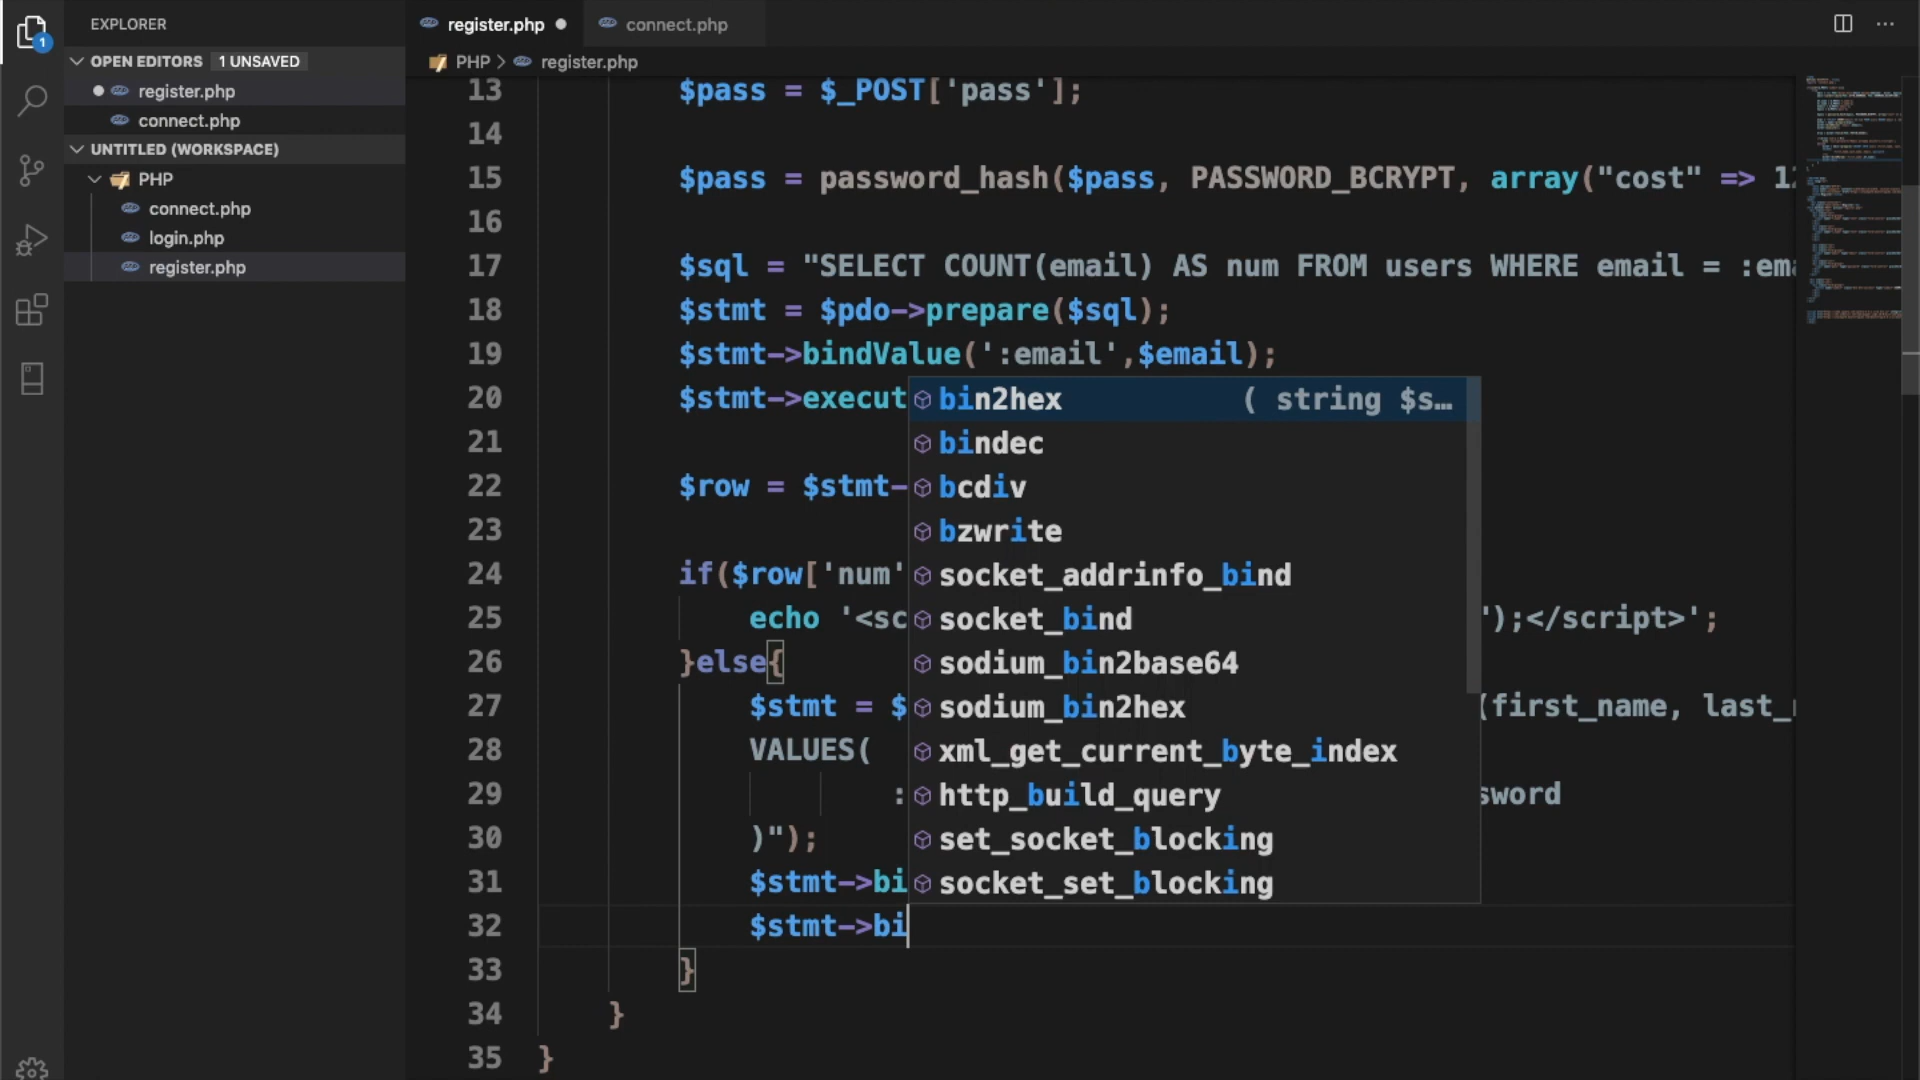 EXPLORER
OPEN EDITORS 1 UNSAVED
register.php
connect.php
UNTITLED (WORKSPACE)
PHP
connect.php
login.php
register.php
1
register.php
connect.php
PHP > register.php
13 $pass = $_POST['pass'];
14
15 $pass = password_hash($pass, PASSWORD_BCRYPT, array("cost" =>
16
17 $sql = "SELECT COUNT(email) AS num FROM users WHERE email =
18 $stmt = $pdo->prepare($sql);
19 $stmt->bindValue(':email',$email);
20 $stmt->execut
21
22 $row = $stmt-
23
24 if($row['num'
25 echo '<sc ');</script>';
26 }else{
27 $stmt = $ (first_name,
28 VALUES(
29 : sword
30 )");
31 $stmt->bi
32 $stmt->bi
33 }
34 }
35 }
bin2hex ( string $s…
bindec
bcdiv
bzwrite
socket_addrinfo_bind
socket_bind
sodium_bin2base64
sodium_bin2hex
xml_get_current_byte_index
http_build_query
set_socket_blocking
socket_set_blocking